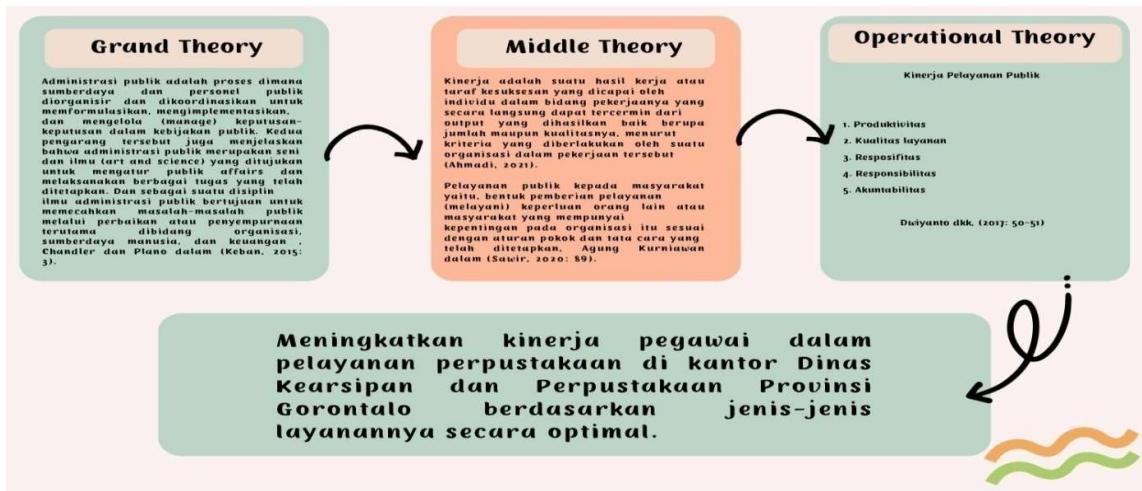 Grand Theory
Administrasi publik adalah proses dimana
sumberdaya dan personel publik
diorganisir dan dikoordinasikan untuk
memformulasikan, mengimplementasikan,
dan mengelola (manage) keputusan-
keputusan dalam kebijakan publik. Kedua
pengarang tersebut juga menjelaskan
bahwa administrasi publik merupakan seni
dan ilmu (art and science) yang ditujukan
untuk mengatur publik affairs dan
melaksanakan berbagai tugas yang telah
ditetapkan. Dan sebagai suatu disiplin
ilmu administrasi publik bertujuan untuk
memecahkan masalah-masalah publik
melalui perbaikan atau penyempurnaan
terutama dibidang organisasi,
sumberdaya manusia, dan keuangan ,
Chandler dan Plano dalam (Keban, 2015:
3).
Middle Theory
Kinerja adalah suatu hasil kerja atau
taraf kesuksesan yang dicapai oleh
individu dalam bidang pekerjaanya yang
secara langsung dapat tercermin dari
output yang dihasilkan baik berupa
jumlah maupun kualitasnya, menurut
kriteria yang diberlakukan oleh suatu
organisasi dalam pekerjaan tersebut
(Ahmadi, 2021).
Pelayanan publik kepada masyarakat
yaitu, bentuk pemberian pelayanan
(melayani) keperluan orang lain atau
masyarakat yang mempunyai
kepentingan pada organisasi itu sesuai
dengan aturan pokok dan tata cara yang
telah ditetapkan, Agung Kurniawan
dalam (Sawir, 2020: 89).
Operational Theory
Kinerja Pelayanan Publik
1. Produktivitas
2. Kualitas layanan
3. Resposifitas
4. Responsibilitas
5. Akuntabilitas
Dwiyanto dkk, (2017: 50-51)
Meningkatkan kinerja pegawai dalam
pelayanan perpustakaan di kantor Dinas
Kearsipan dan Perpustakaan Provinsi
Gorontalo berdasarkan jenis-jenis
layanannya secara optimal.